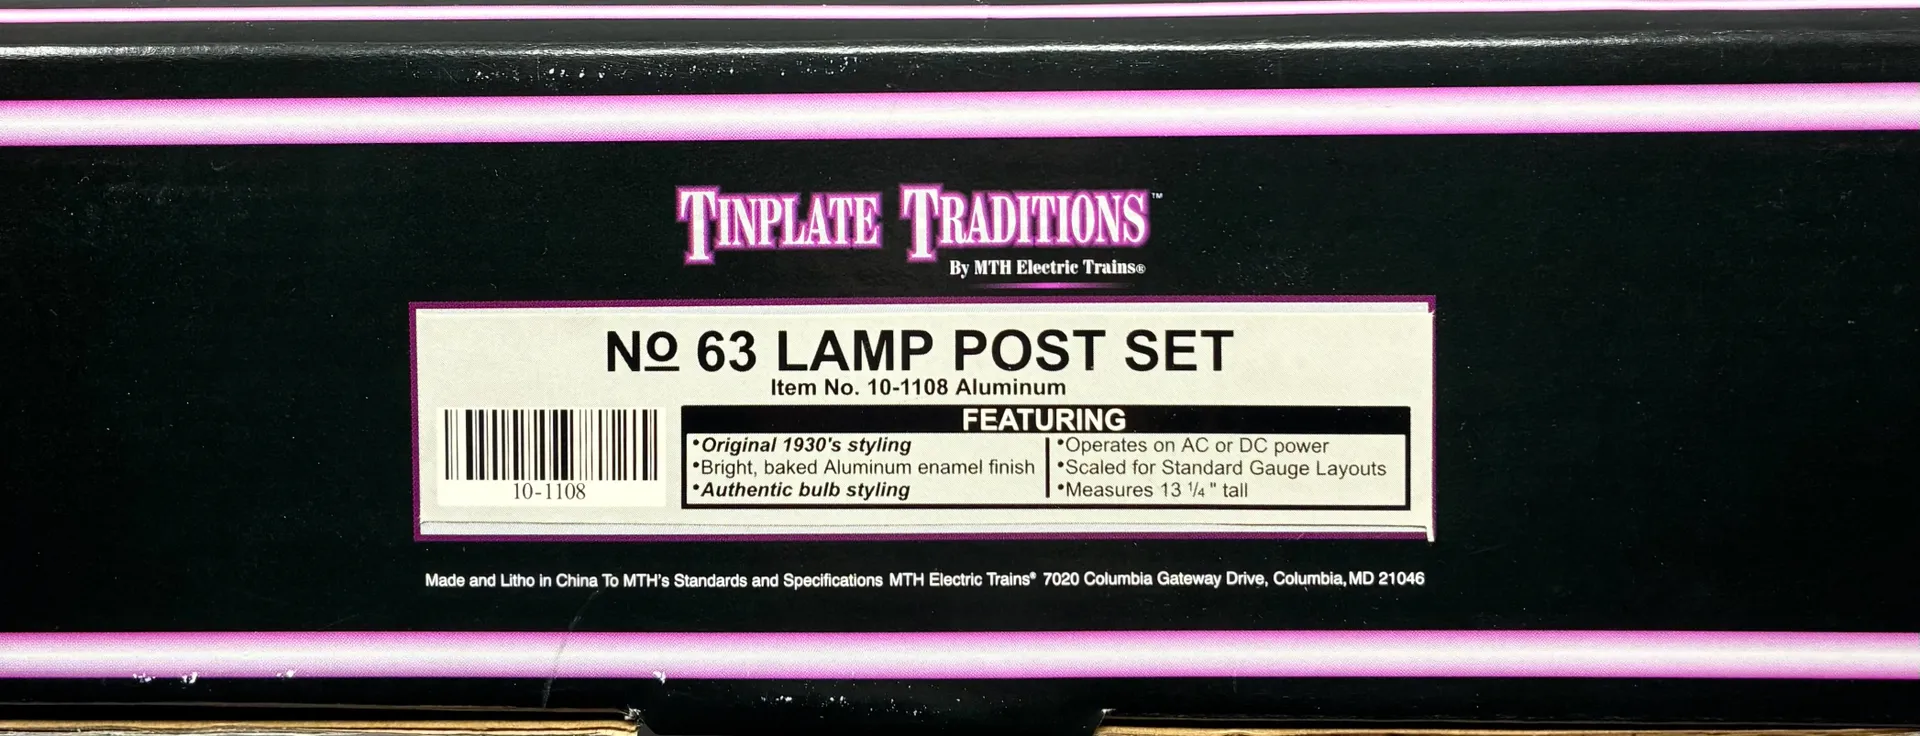 TINPLATE TRADITIONS™
By MTH Electric Trains®
Nº 63 LAMP POST SET
Item No. 10-1108 Aluminum
FEATURING
•Original 1930's styling
•Bright, baked Aluminum enamel finish
•Authentic bulb styling
•Operates on AC or DC power
•Scaled for Standard Gauge Layouts
•Measures 13 1/4 " tall
10-1108
Made and Litho in China To MTH's Standards and Specifications MTH Electric Trains® 7020 Columbia Gateway Drive, Columbia, MD 21046